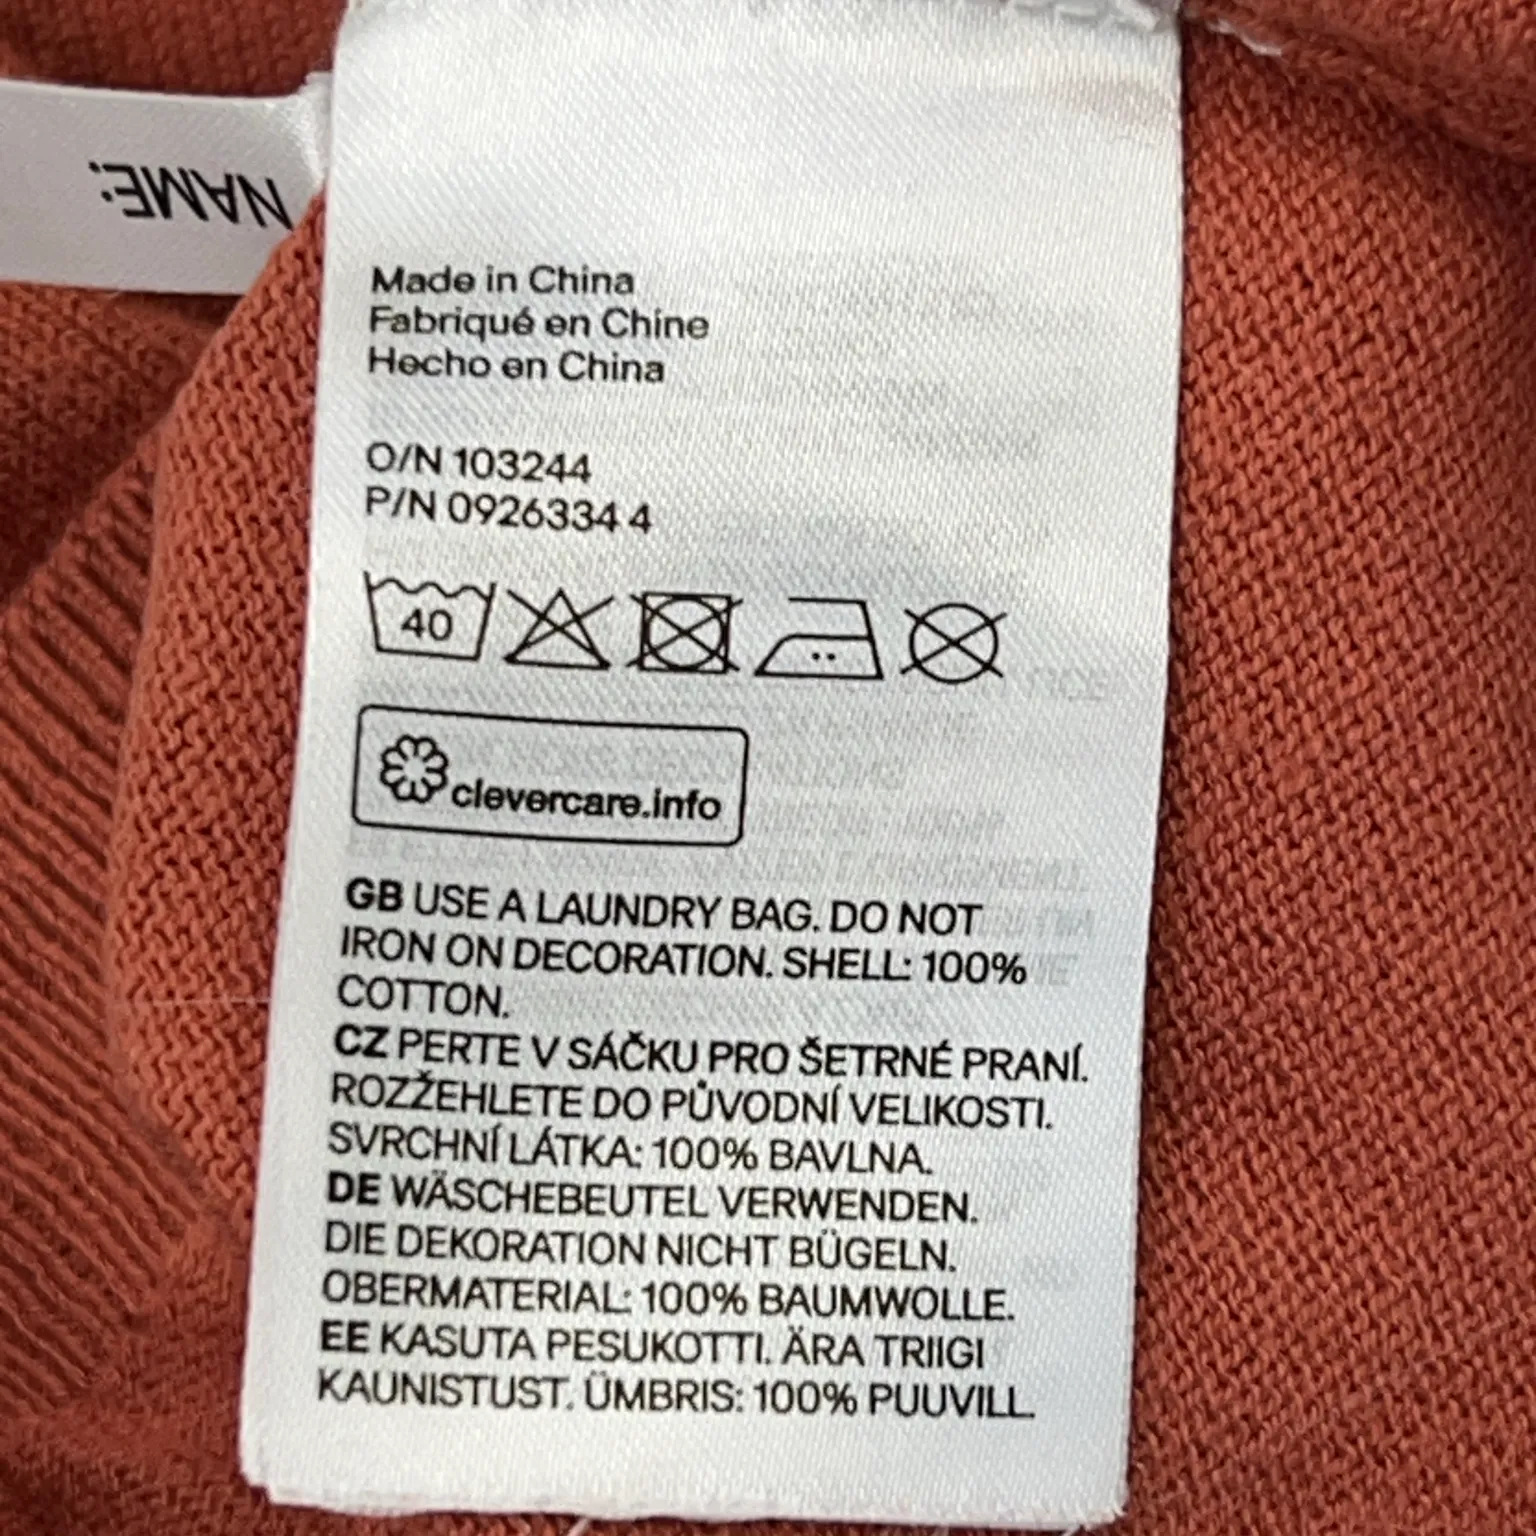 NAME:
Made in China
Fabriqué en Chine
Hecho en China
O/N 103244
P/N 0926334 4
40
clevercare.info
GB USE A LAUNDRY BAG. DO NOT
IRON ON DECORATION. SHELL: 100%
COTTON.
CZ PERTE V SÁČKU PRO ŠETRNÉ PRANÍ.
ROZŽEHLETE DO PŮVODNÍ VELIKOSTI.
SVRCHNÍ LÁTKA: 100% BAVLNA.
DE WÄSCHEBEUTEL VERWENDEN.
DIE DEKORATION NICHT BÜGELN.
OBERMATERIAL: 100% BAUMWOLLE.
EE KASUTA PESUKOTTI. ÄRA TRIIGI
KAUNISTUST. ÜMBRIS: 100% PUUVILL.